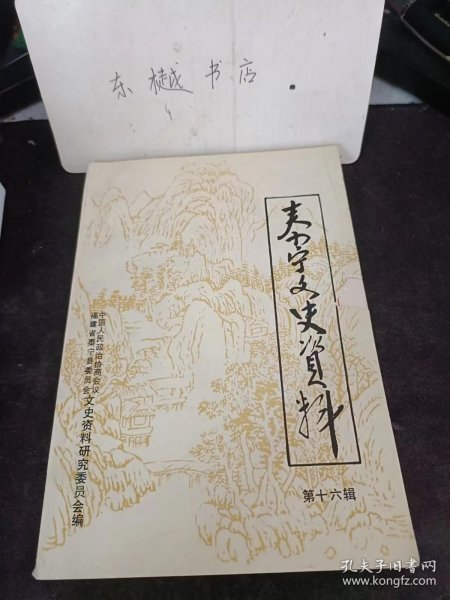 东樾书店
泰宁文史资料
第十六辑
中国人民政治协商会议
福建省泰宁县委员会
文史资料研究委员会编
孔夫子旧书网
www.kongfz.com